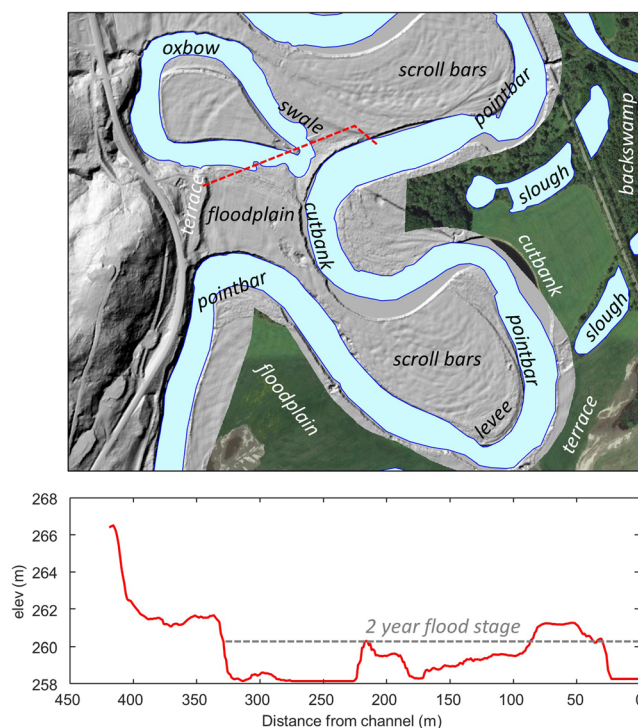 oxbow
scroll bars
swale
pointbar
backswamp
slough
terrace
floodplain
cutbank
cutbank
pointbar
slough
pointbar
scroll bars
floodplain
levee
terrace
268
266
264
262
260
258
elev (m)
2 year flood stage
450 400 350 300 250 200 150 100 50 0
Distance from channel (m)